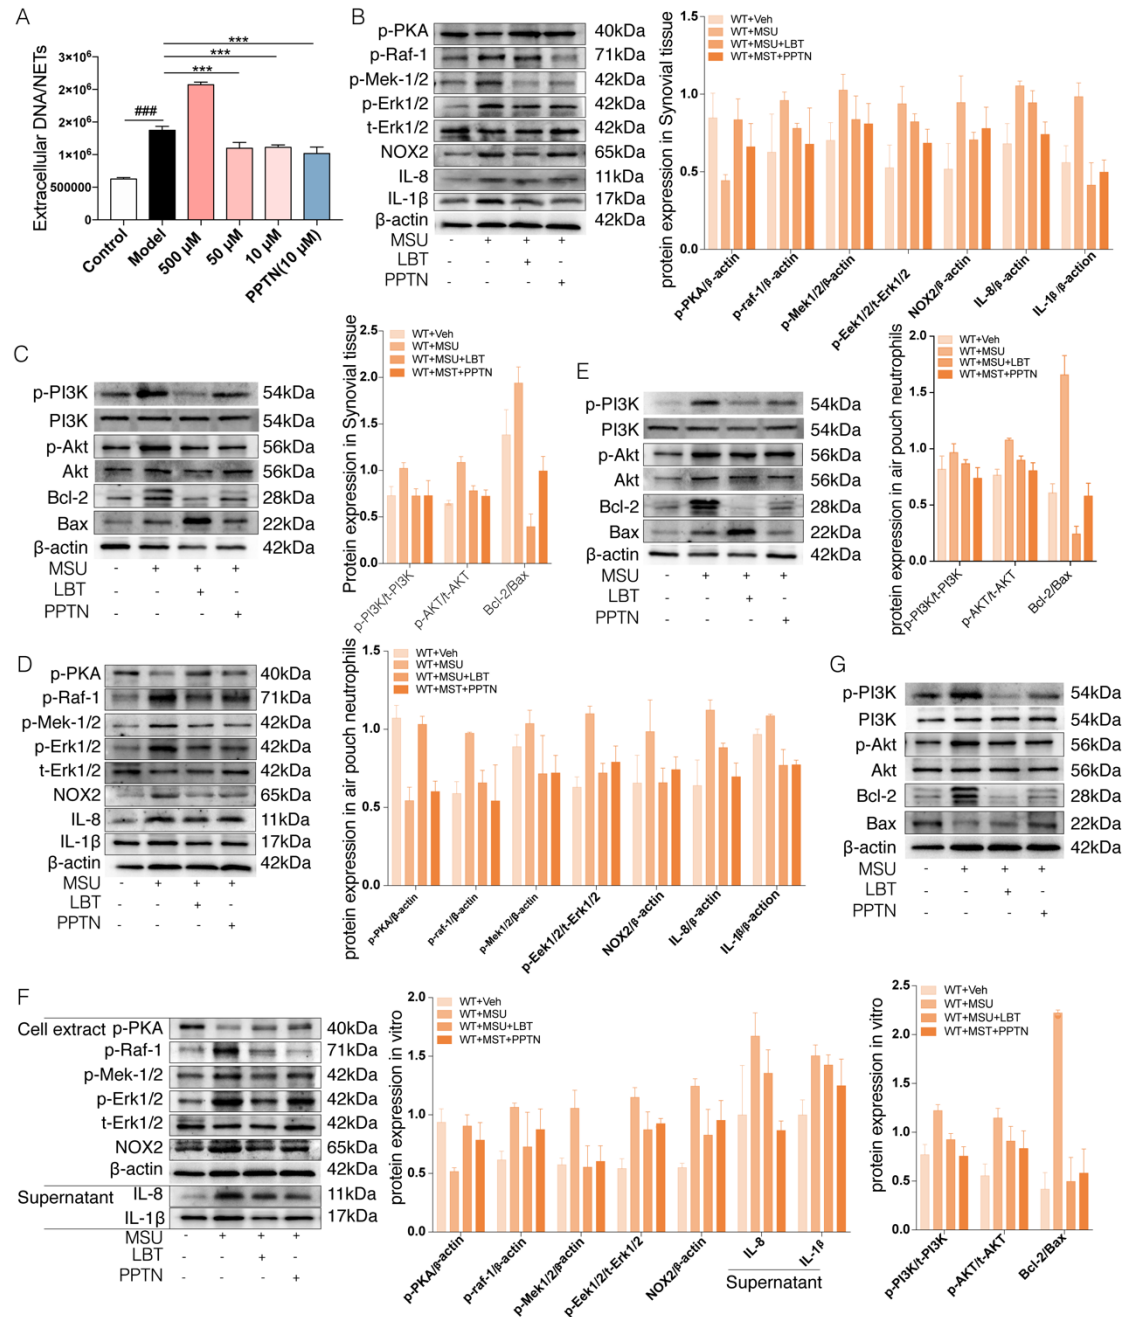 A
Extracellular DNA/NETs
2×10⁶
2×10⁶
1×10⁶
500000
0
###
***
***
***
Control
Model
500 μM
50 μM
10 μM
PPTN(10 μM)
B
p-PKA 40kDa
p-Raf-1 71kDa
p-Mek-1/2 42kDa
p-Erk1/2 42kDa
t-Erk1/2 42kDa
NOX2 65kDa
IL-8 11kDa
IL-1β 17kDa
β-actin 42kDa
MSU - + + +
LBT - - + -
PPTN - - - +
protein expression in Synovial tissue
1.5
1.0
0.5
0.0
WT+Veh
WT+MSU
WT+MSU+LBT
WT+MST+PPTN
p-PKA/β-actin
p-raf-1/β-actin
p-Mek1/2/β-actin
p-Eek1/2/t-Erk1/2
NOX2/β-actin
IL-8/β-actin
IL-1β/β-action
C
p-PI3K 54kDa
PI3K 54kDa
p-Akt 56kDa
Akt 56kDa
Bcl-2 28kDa
Bax 22kDa
β-actin 42kDa
MSU - + + +
LBT - - + -
PPTN - - - +
Protein expression in Synovial tissue
2.5
2.0
1.5
1.0
0.5
0.0
WT+Veh
WT+MSU
WT+MSU+LBT
WT+MST+PPTN
p-PI3K/t-PI3K
p-AKT/t-AKT
Bcl-2/Bax
E
p-PI3K 54kDa
PI3K 54kDa
p-Akt 56kDa
Akt 56kDa
Bcl-2 28kDa
Bax 22kDa
β-actin 42kDa
MSU - + + +
LBT - - + -
PPTN - - - +
protein expression in air pouch neutrophils
2.0
1.5
1.0
0.5
0.0
WT+Veh
WT+MSU
WT+MSU+LBT
WT+MST+PPTN
p-PI3K/t-PI3K
p-AKT/t-AKT
Bcl-2/Bax
D
p-PKA 40kDa
p-Raf-1 71kDa
p-Mek-1/2 42kDa
p-Erk1/2 42kDa
t-Erk1/2 42kDa
NOX2 65kDa
IL-8 11kDa
IL-1β 17kDa
β-actin 42kDa
MSU - + + +
LBT - - + -
PPTN - - - +
protein expression in air pouch neutrophils
1.5
1.0
0.5
0.0
WT+Veh
WT+MSU
WT+MSU+LBT
WT+MST+PPTN
p-PKA/β-actin
p-raf-1/β-actin
p-Mek1/2/β-actin
p-Eek1/2/t-Erk1/2
NOX2/β-actin
IL-8/β-actin
IL-1β/β-action
G
p-PI3K 54kDa
PI3K 54kDa
p-Akt 56kDa
Akt 56kDa
Bcl-2 28kDa
Bax 22kDa
β-actin 42kDa
MSU - + + +
LBT - - + -
PPTN - - - +
F
Cell extract p-PKA 40kDa
p-Raf-1 71kDa
p-Mek-1/2 42kDa
p-Erk1/2 42kDa
t-Erk1/2 42kDa
NOX2 65kDa
β-actin 42kDa
Supernatant IL-8 11kDa
IL-1β 17kDa
MSU - + + +
LBT - - + -
PPTN - - - +
protein expression in vitro
2.0
1.5
1.0
0.5
0.0
WT+Veh
WT+MSU
WT+MSU+LBT
WT+MST+PPTN
p-PKA/β-actin
p-raf-1/β-actin
p-Mek1/2/β-actin
p-Eek1/2/t-Erk1/2
NOX2/β-actin
IL-8
IL-1β
Supernatant
protein expression in vitro
2.5
2.0
1.5
1.0
0.5
0.0
WT+Veh
WT+MSU
WT+MSU+LBT
WT+MST+PPTN
p-PI3K/t-PI3K
p-AKT/t-AKT
Bcl-2/Bax